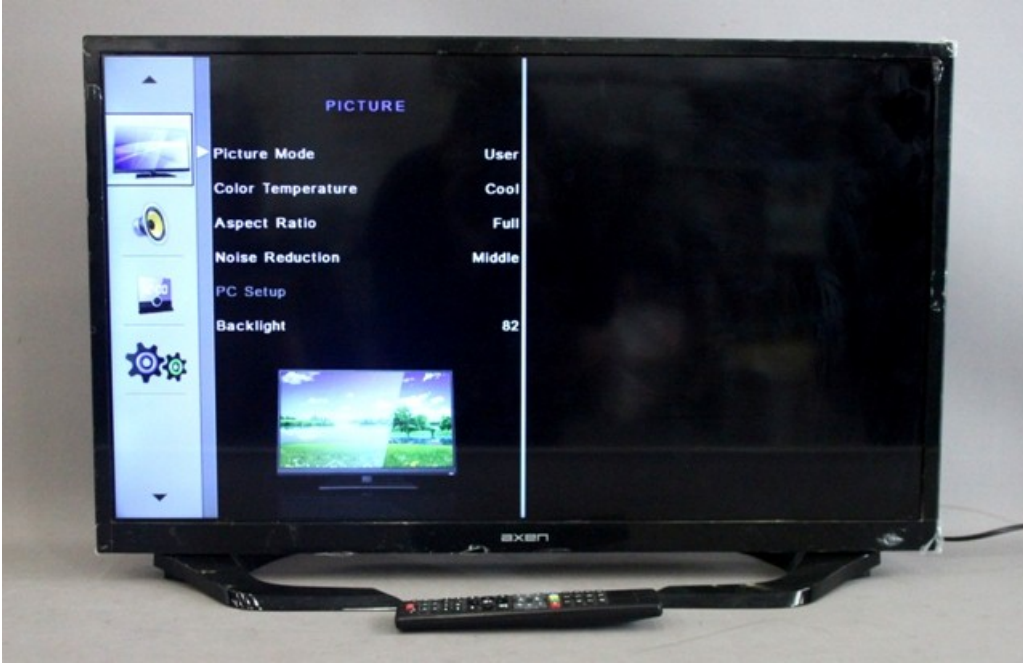 PICTURE
Picture Mode User
Color Temperature Cool
Aspect Ratio Full
Noise Reduction Middle
PC Setup
Backlight 82
axen